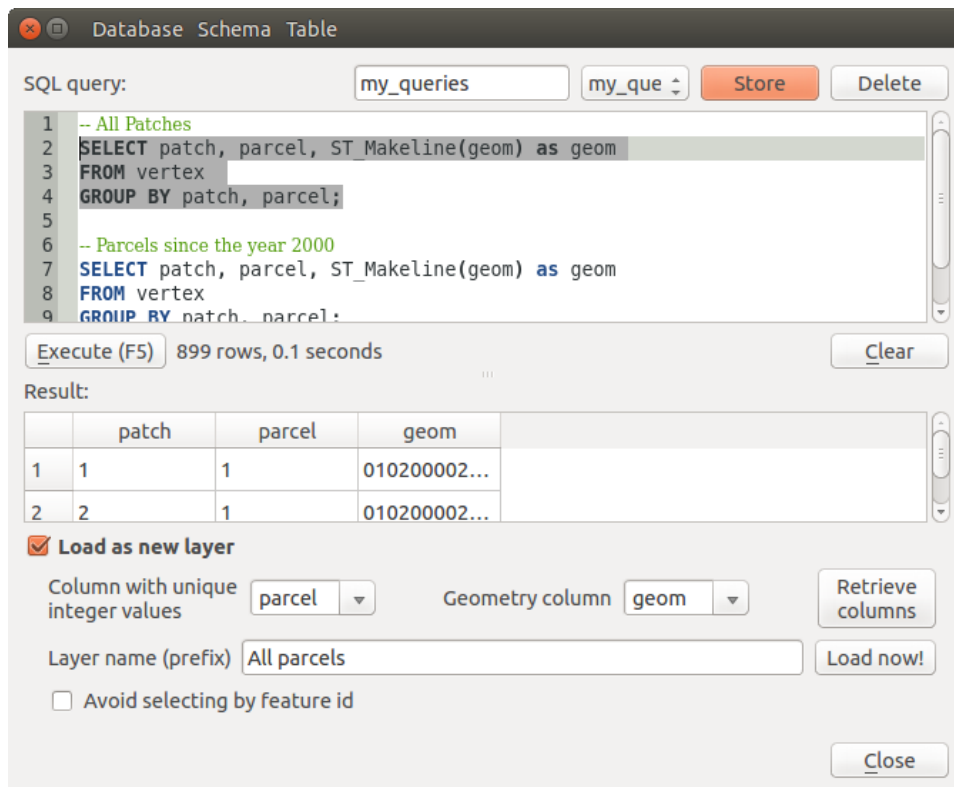 Database Schema Table
SQL query: my_queries my_que Store Delete
1 -- All Patches
2 SELECT patch, parcel, ST_Makeline(geom) as geom
3 FROM vertex
4 GROUP BY patch, parcel;
5
6 -- Parcels since the year 2000
7 SELECT patch, parcel, ST_Makeline(geom) as geom
8 FROM vertex
9 GROUP BY patch, parcel;
Execute (F5) 899 rows, 0.1 seconds Clear
Result:
patch parcel geom
1 1 1 010200002...
2 2 1 010200002...
Load as new layer
Column with unique
integer values parcel Geometry column geom Retrieve
columns
Layer name (prefix) All parcels Load now!
Avoid selecting by feature id
Close